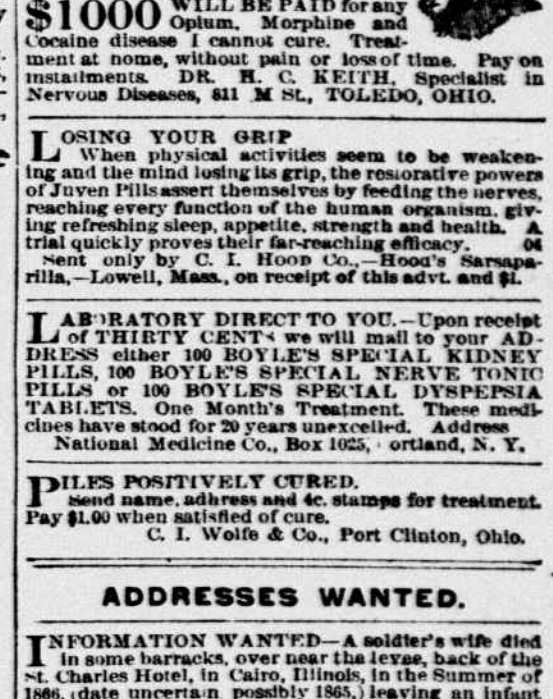 $1000 WILL BE PAID for any
Opium, Morphine and
Cocaine disease I cannot cure. Treat-
ment at home, without pain or loss of time. Pay on
installments. DR. H. C. KEITH, Specialist in
Nervous Diseases, 811 M St., TOLEDO, OHIO.
LOSING YOUR GRIP
When physical activities seem to be weaken-
ing and the mind losing its grip, the restorative powers
of Juven Pills assert themselves by feeding the nerves,
reaching every function of the human organism, giv-
ing refreshing sleep, appetite, strength and health. A
trial quickly proves their far-reaching efficacy. 04
Sent only by C. I. HOOD Co.,—Hood's Sarsapa-
rilla,—Lowell, Mass., on receipt of this advt. and $1.
LABORATORY DIRECT TO YOU.—Upon receipt
of THIRTY CENTS we will mail to your AD-
DRESS either 100 BOYLE'S SPECIAL KIDNEY
PILLS, 100 BOYLE'S SPECIAL NERVE TONIC
PILLS or 100 BOYLE'S SPECIAL DYSPEPSIA
TABLETS. One Month's Treatment. These medi-
cines have stood for 20 years unexcelled. Address
National Medicine Co., Box 1025, ortland, N. Y.
PILES POSITIVELY CURED.
Send name, adhress and 4c. stamps for treatment.
Pay $1.00 when satisfied of cure.
C. I. Wolfe & Co., Port Clinton, Ohio.
ADDRESSES WANTED.
INFORMATION WANTED—A soldier's wife died
in some barracks, over near the levae, back of the
St. Charles Hotel, in Cairo, Illinois, in the Summer of
1866, (date uncertain, possibly 1865,) leaving an infant